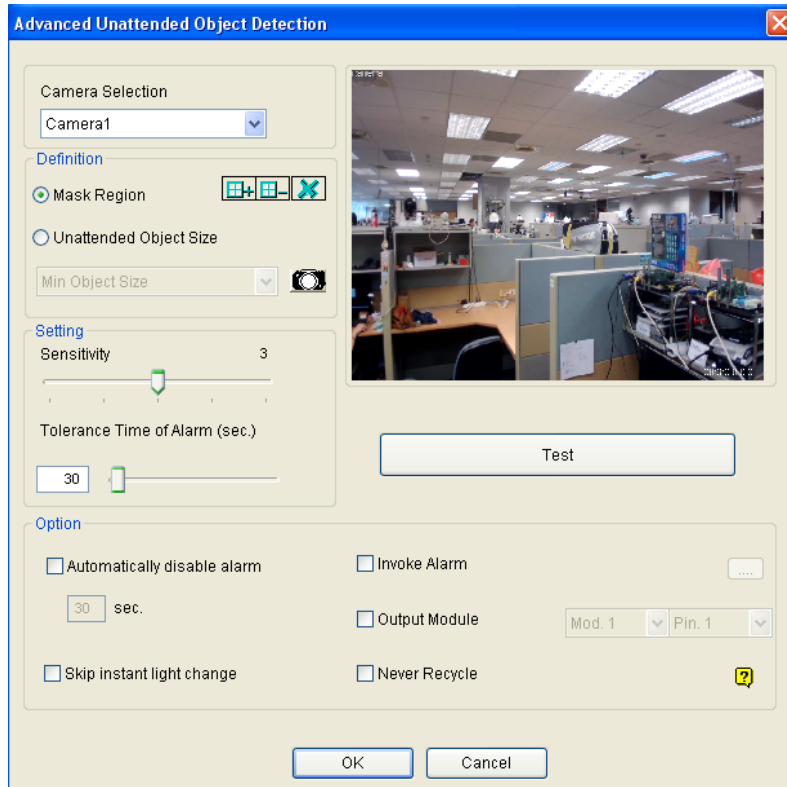 Advanced Unattended Object Detection
Camera Selection
Camera1
Definition
Mask Region
Unattended Object Size
Min Object Size
Setting
Sensitivity 3
Tolerance Time of Alarm (sec.)
30
Camera
Test
Option
Automatically disable alarm
30 sec.
Skip instant light change
Invoke Alarm
....
Output Module Mod. 1 Pin. 1
Never Recycle
?
OK Cancel